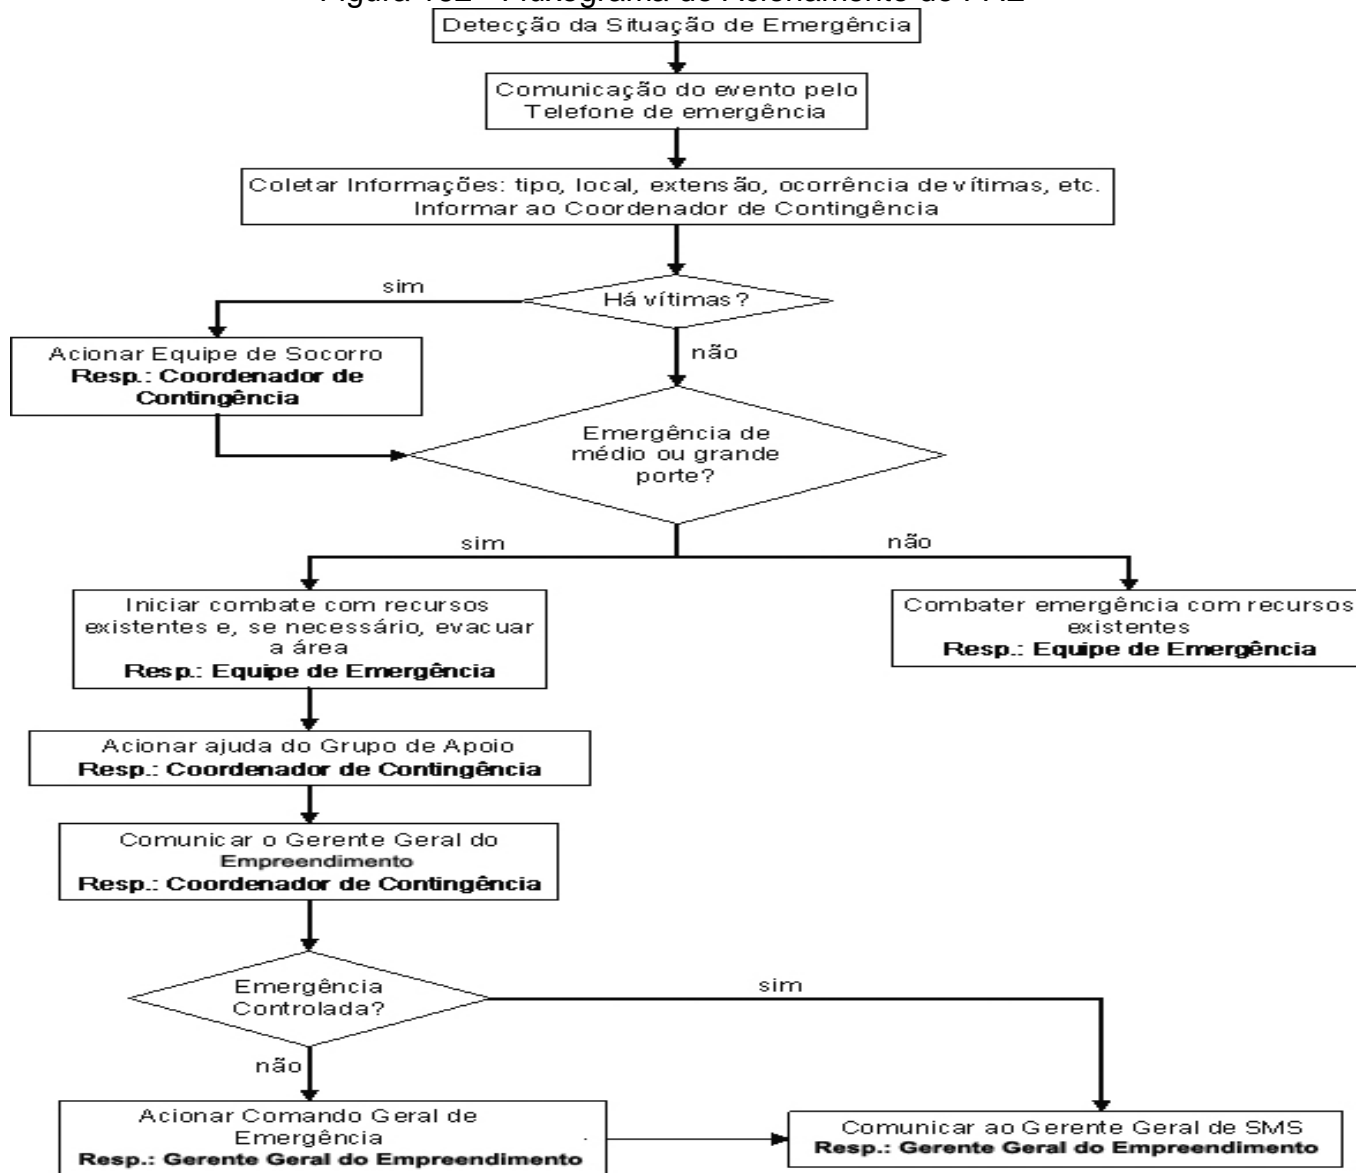 Detecção da Situação de Emergência
Comunicação do evento pelo
Telefone de emergência
Coletar Informações: tipo, local, extensão, ocorrência de vítimas, etc.
Informar ao Coordenador de Contingência
Há vítimas?
sim
não
Acionar Equipe de Socorro
Resp.: Coordenador de
Contingência
Emergência de
médio ou grande
porte?
sim
não
Iniciar combate com recursos
existentes e, se necessário, evacuar
a área
Resp.: Equipe de Emergência
Combater emergência com recursos
existentes
Resp.: Equipe de Emergência
Acionar ajuda do Grupo de Apoio
Resp.: Coordenador de Contingência
Comunicar o Gerente Geral do
Empreendimento
Resp.: Coordenador de Contingência
Emergência
Controlada?
sim
não
Acionar Comando Geral de
Emergência
Resp.: Gerente Geral do Empreendimento
Comunicar ao Gerente Geral de SMS
Resp.: Gerente Geral do Empreendimento